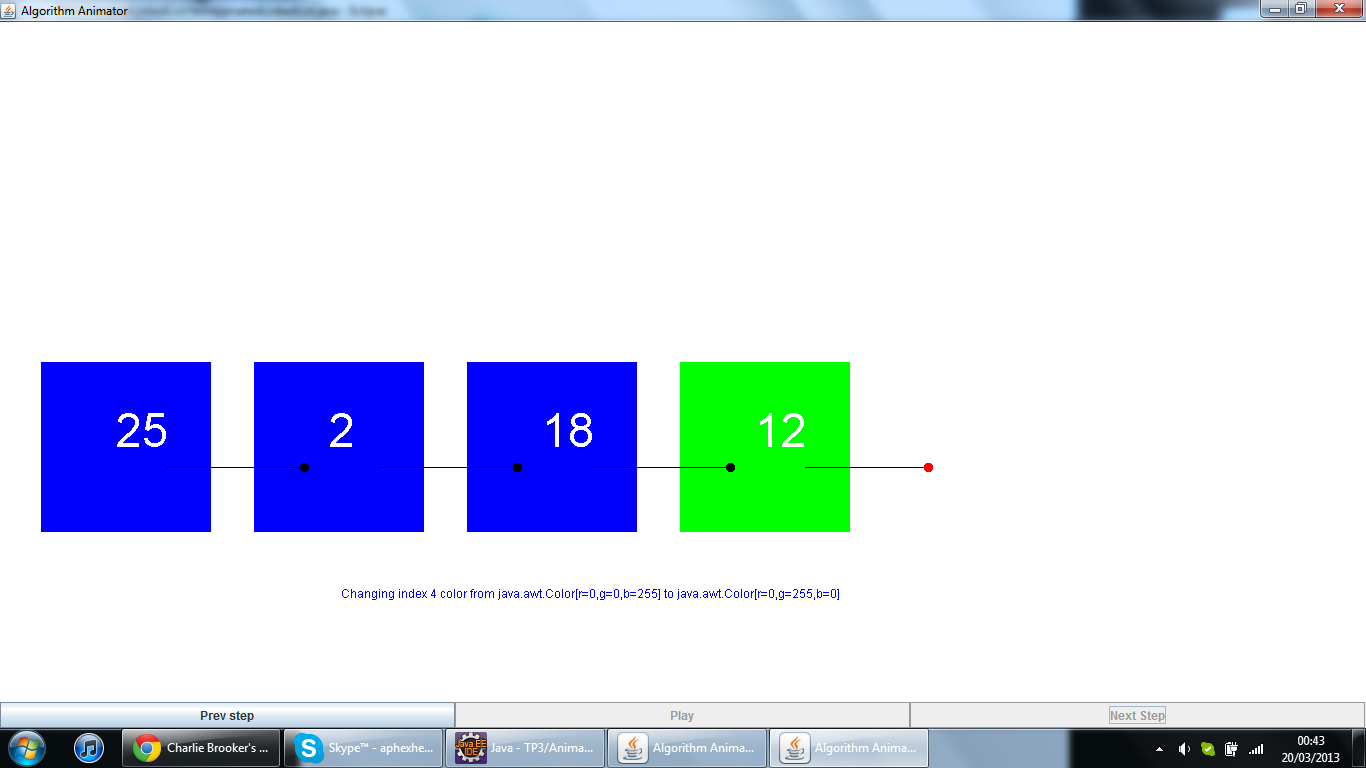 Algorithm Animator
25 2 18 12
Changing index 4 color from java.awt.Color[r=0,g=0,b=255] to java.awt.Color[r=0,g=255,b=0]
Prev step Play Next Step
Charlie Brooker's ... Skype™ - aphexhe... Java EE IDE Java - TP3/Anima... Algorithm Anima... Algorithm Anima... 00:43
20/03/2013